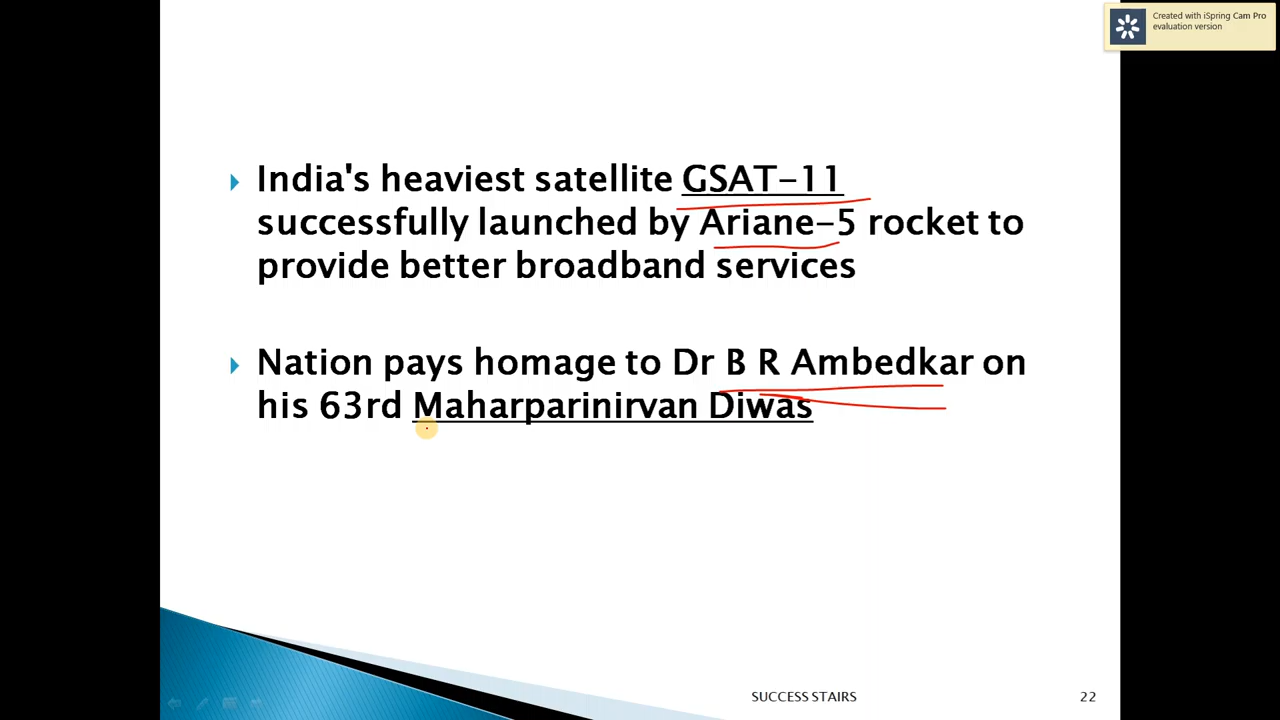 Created with iSpring Cam Pro
evaluation version
India's heaviest satellite GSAT-11
successfully launched by Ariane-5 rocket to
provide better broadband services
Nation pays homage to Dr B R Ambedkar on
his 63rd Maharparinirvan Diwas
SUCCESS STAIRS
22